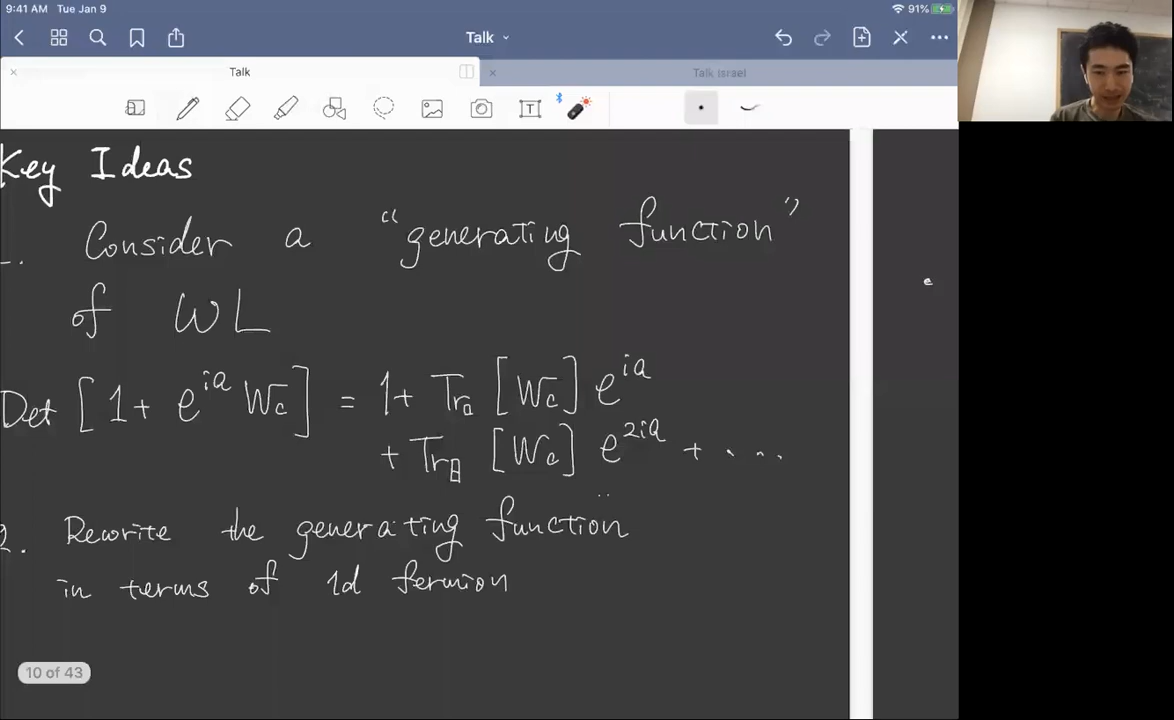 9:41 AM Tue Jan 9
91%
Talk
Talk
Talk Israel
T
Key Ideas
1. Consider a "generating function"
of WL
Det [1 + e^{ia} W_c] = 1 + Tr_□ [W_c] e^{ia}
+ Tr_{▯} [W_c] e^{2ia} + ....
2. Rewrite the generating function
in terms of 1d fermion
10 of 43